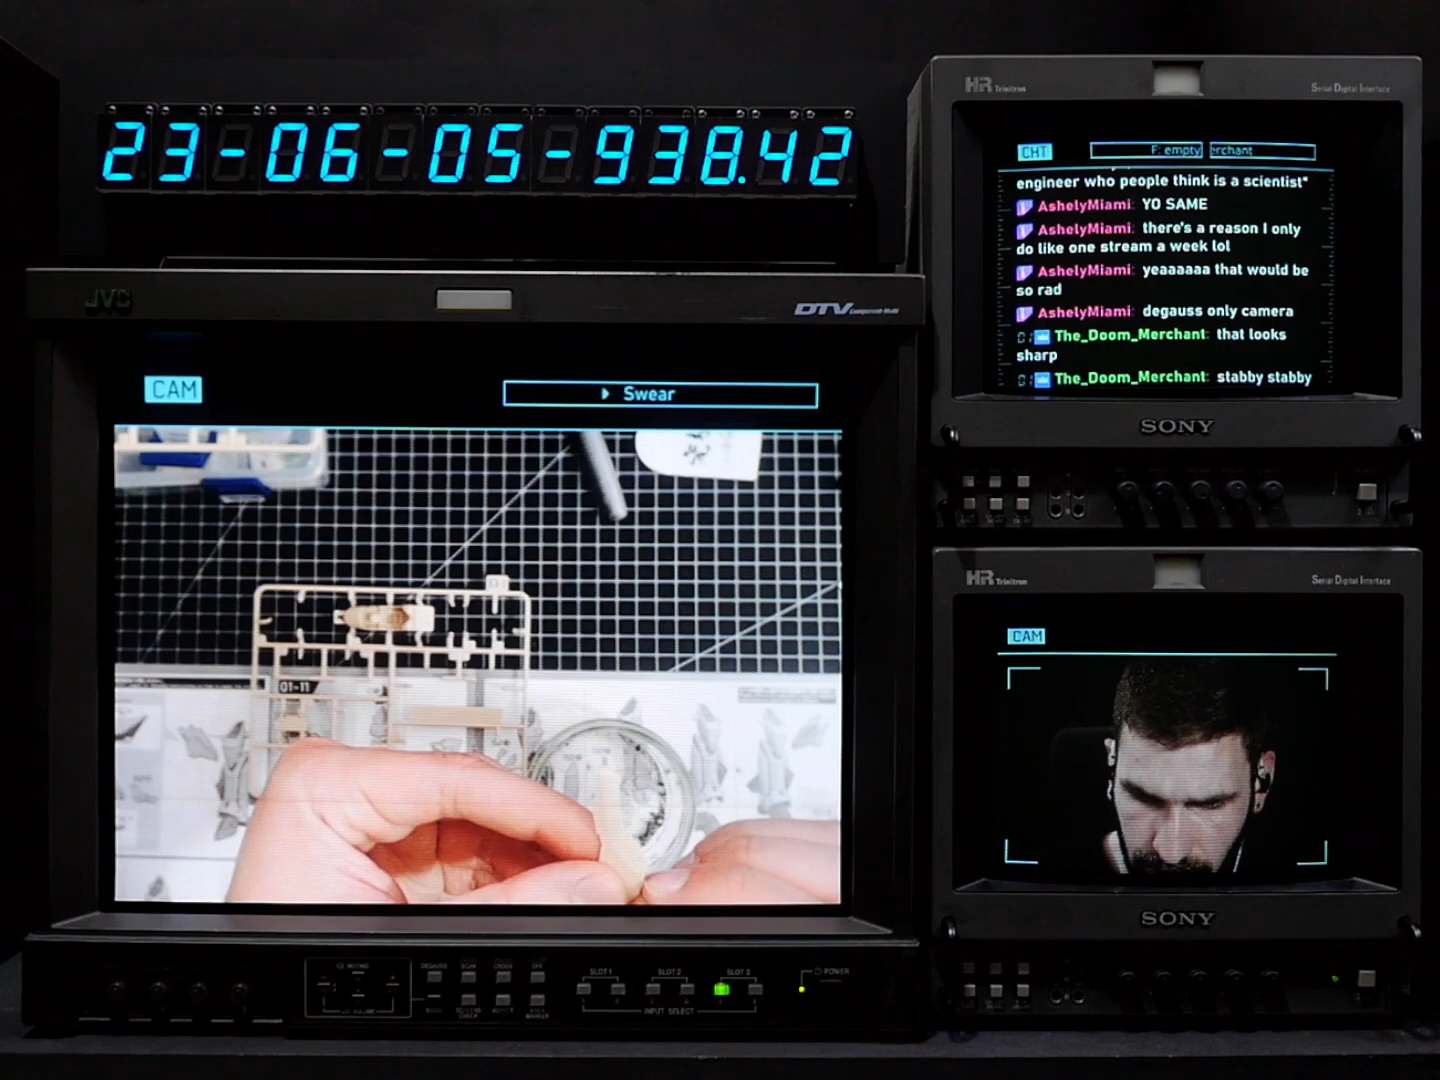 23-06-05-938.42
HR Trinitron
Serial Digital Interface
CHT
F: empty
erchant
engineer who people think is a scientist*
AshelyMiami: YO SAME
AshelyMiami: there's a reason I only
do like one stream a week lol
AshelyMiami: yeaaaaaa that would be
so rad
AshelyMiami: degauss only camera
The_Doom_Merchant: that looks
sharp
The_Doom_Merchant: stabby stabby
SONY
JVC
DTV
CAM
Swear
01-11
HR Trinitron
Serial Digital Interface
CAM
SONY
DEGAUSS
SLOT 1
SLOT 2
SLOT 3
POWER
INPUT SELECT